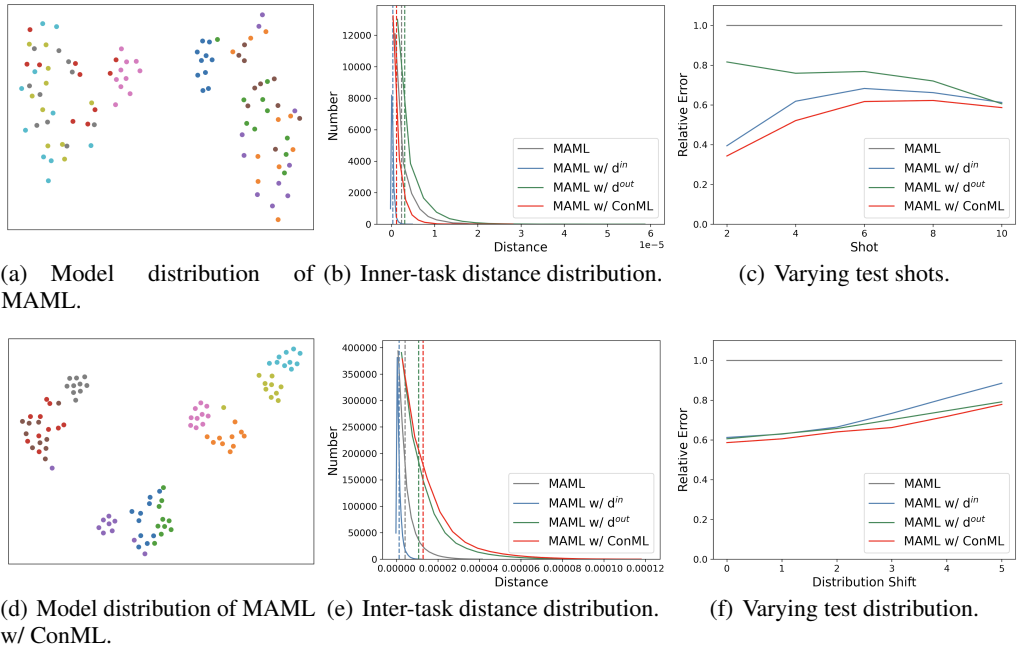 14000
12000
10000
8000
6000
4000
2000
0
Number
0 1 2 3 4 5 6
1e−5
Distance
MAML
MAML w/ d^in
MAML w/ d^out
MAML w/ ConML
1.0
0.8
0.6
0.4
0.2
0.0
Relative Error
2 4 6 8 10
Shot
MAML
MAML w/ d^in
MAML w/ d^out
MAML w/ ConML
(a) Model distribution of MAML.
(b) Inner-task distance distribution.
(c) Varying test shots.
400000
350000
300000
250000
200000
150000
100000
50000
0
Number
0.00000 0.00002 0.00004 0.00006 0.00008 0.00010 0.00012
Distance
MAML
MAML w/ d^in
MAML w/ d^out
MAML w/ ConML
1.0
0.8
0.6
0.4
0.2
0.0
Relative Error
0 1 2 3 4 5
Distribution Shift
MAML
MAML w/ d^in
MAML w/ d^out
MAML w/ ConML
(d) Model distribution of MAML w/ ConML.
(e) Inter-task distance distribution.
(f) Varying test distribution.